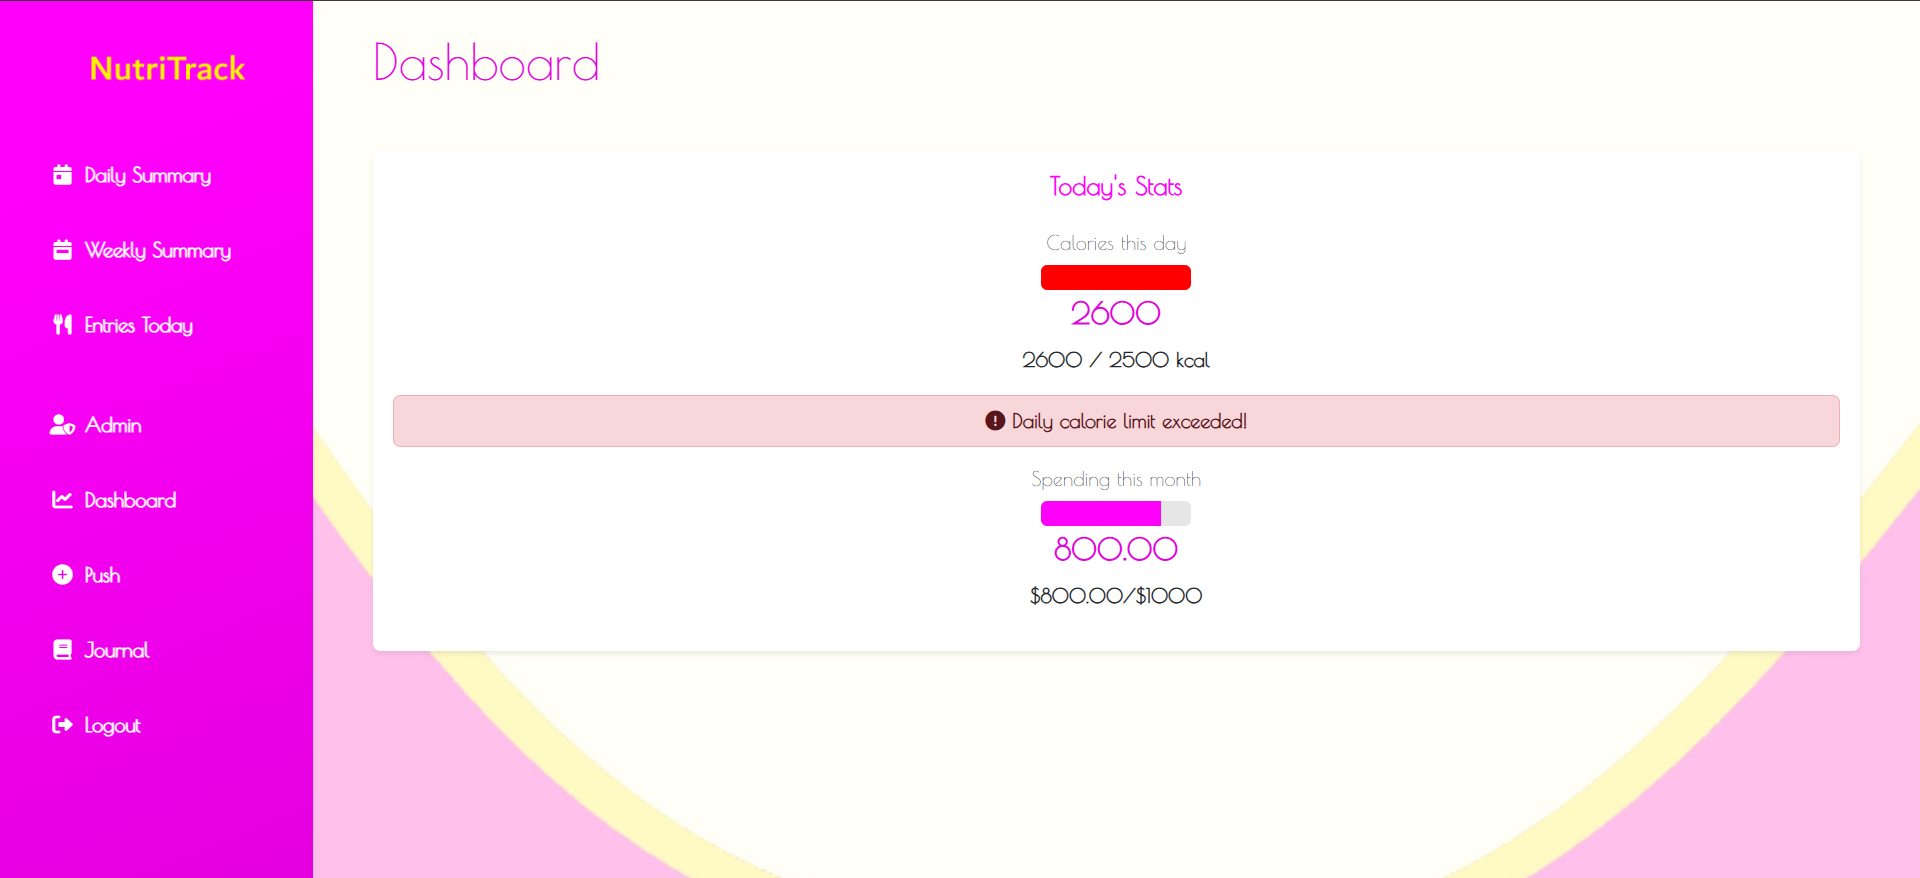 NutriTrack
Daily Summary
Weekly Summary
Entries Today
Admin
Dashboard
Push
Journal
Logout
Dashboard
Today's Stats
Calories this day
2600
2600 / 2500 kcal
Daily calorie limit exceeded!
Spending this month
800.00
$800.00/$1000